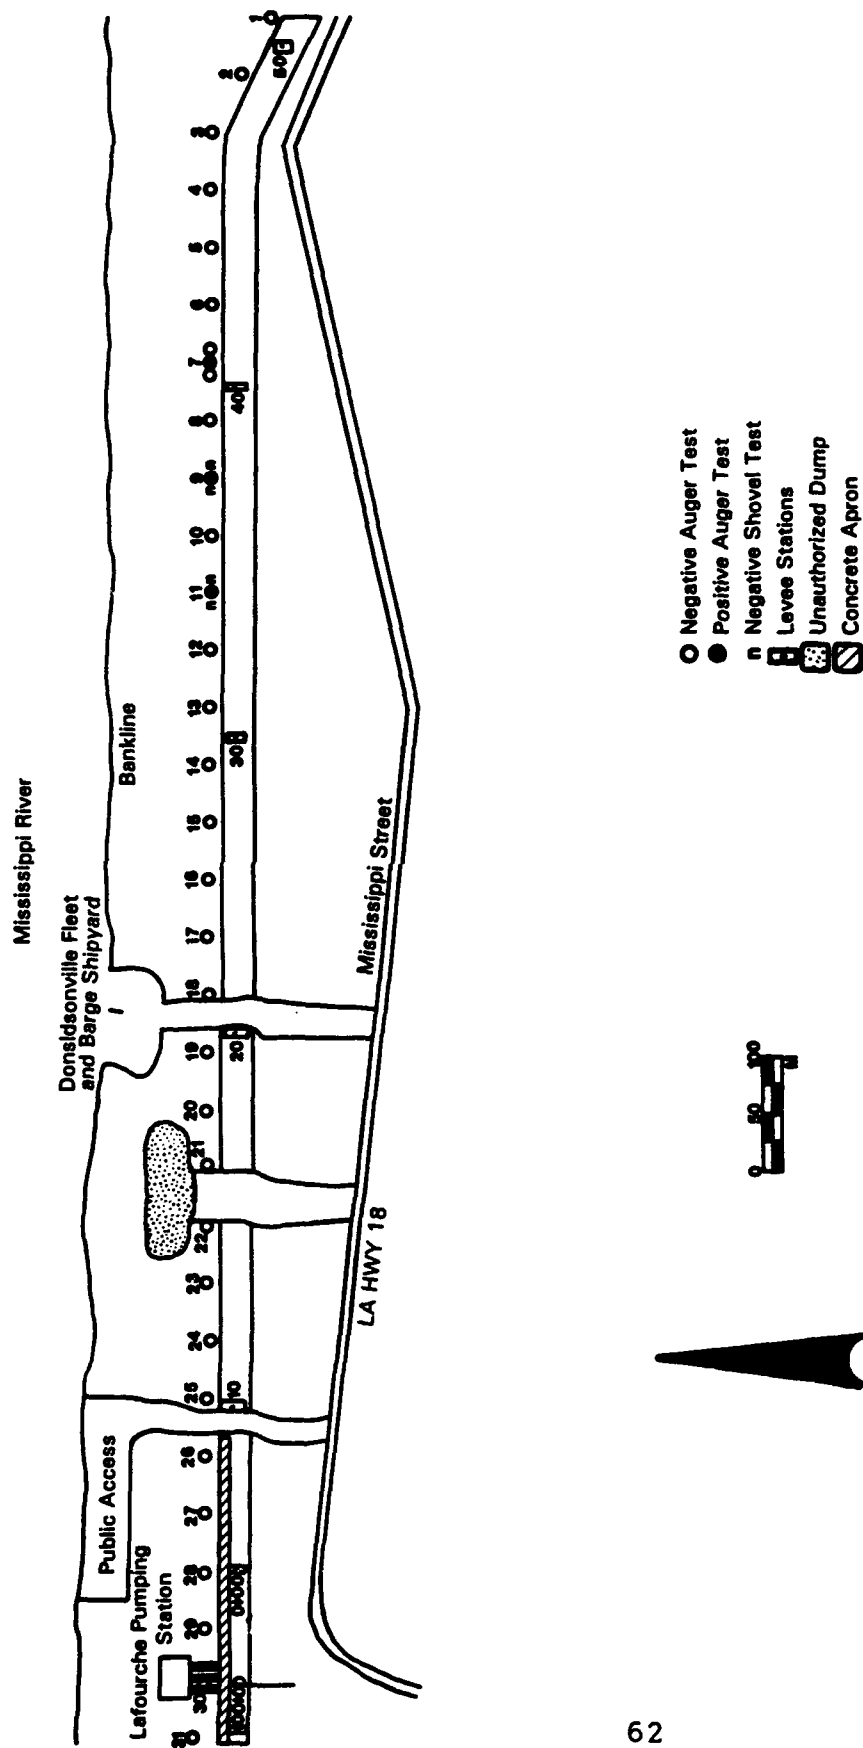 Mississippi River
Donsldsonville Fleet
and Barge Shipyard
Bankline
Public Access
Lafourche Pumping
Station
31
30
29
28
27
26
25
24
23
22
21
20
19
18
17
16
15
14
13
12
11
10
9
8
7
6
5
4
3
2
1
n n
n n
0+00
10
20
30
40
50
LA HWY 18
Mississippi Street
0 50 100
M
O Negative Auger Test
● Positive Auger Test
n Negative Shovel Test
Levee Stations
Unauthorized Dump
Concrete Apron
62